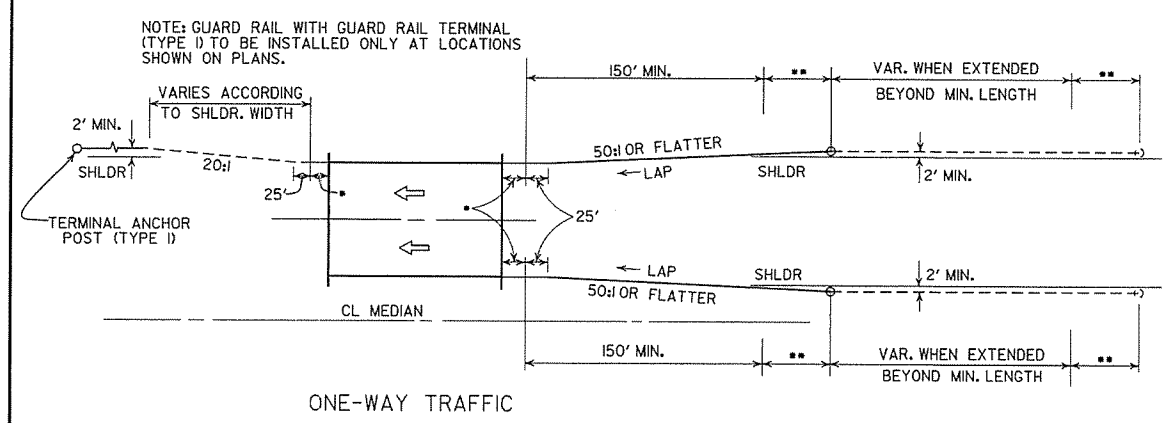 NOTE: GUARD RAIL WITH GUARD RAIL TERMINAL
(TYPE I) TO BE INSTALLED ONLY AT LOCATIONS
SHOWN ON PLANS.
150' MIN.
**
VAR. WHEN EXTENDED
BEYOND MIN. LENGTH
**
VARIES ACCORDING
TO SHLDR. WIDTH
2' MIN.
SHLDR
20:1
25'
*
TERMINAL ANCHOR
POST (TYPE I)
50:1 OR FLATTER
LAP
SHLDR
2' MIN.
*
25'
LAP
50:1 OR FLATTER
SHLDR
2' MIN.
CL MEDIAN
150' MIN.
**
VAR. WHEN EXTENDED
BEYOND MIN. LENGTH
**
ONE-WAY TRAFFIC